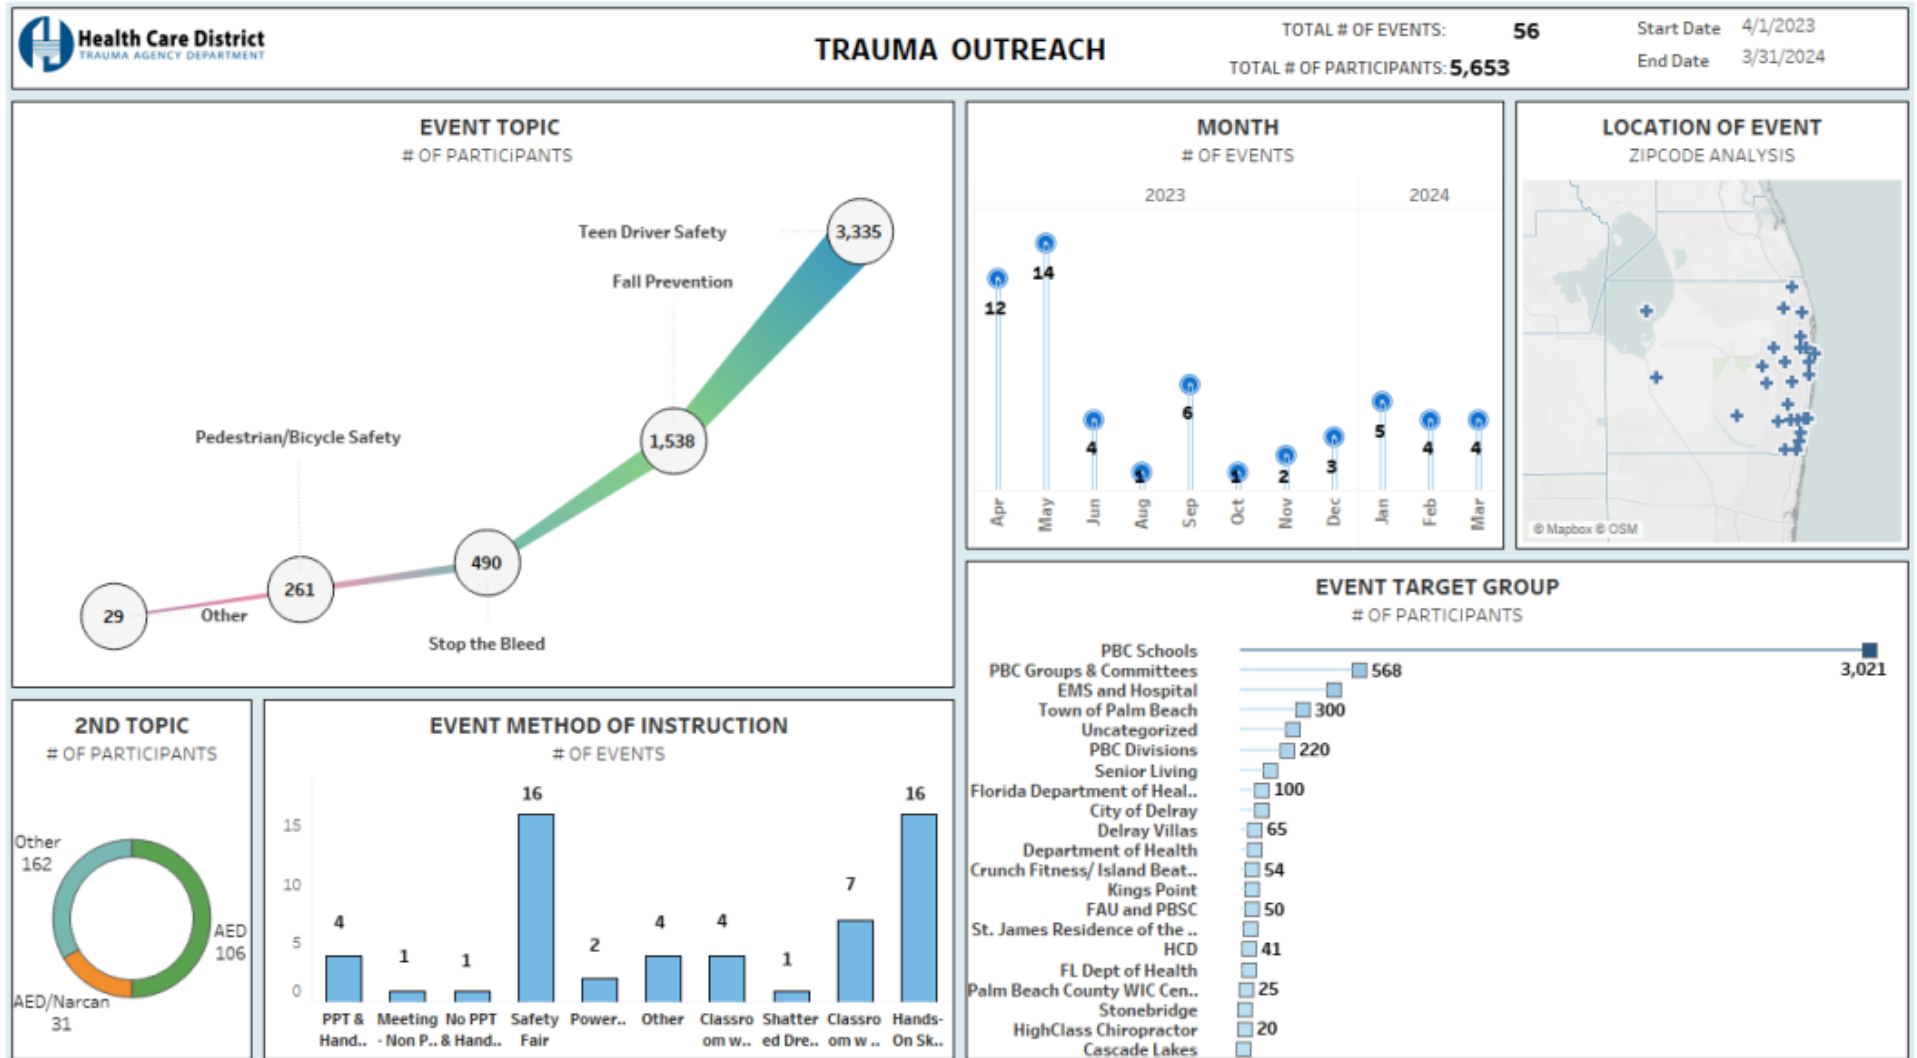 Health Care District
TRAUMA AGENCY DEPARTMENT
TRAUMA OUTREACH
TOTAL # OF EVENTS: 56
TOTAL # OF PARTICIPANTS: 5,653
Start Date 4/1/2023
End Date 3/31/2024
EVENT TOPIC
# OF PARTICiPANTS
Teen Driver Safety
3,335
Fall Prevention
1,538
Pedestrian/Bicycle Safety
261
490
29
Other
Stop the Bleed
MONTH
# OF EVENTS
2023 2024
12 14 4 1 6 1 2 3 5 4 4
Apr May Jun Aug Sep Oct Nov Dec Jan Feb Mar
LOCATION OF EVENT
ZIPCODE ANALYSIS
© Mapbox © OSM
2ND TOPIC
# OF PARTICIPANTS
Other
162
AED
106
AED/Narcan
31
EVENT METHOD OF INSTRUCTION
# OF EVENTS
15
10
5
0
4 1 1 16 2 4 4 1 7 16
PPT & Meeting No PPT Safety Power.. Other Classro Shatter Classro Hands-
Hand.. - Non P.. & Hand.. Fair om w.. ed Dre.. om w .. On Sk..
EVENT TARGET GROUP
# OF PARTICIPANTS
PBC Schools 3,021
PBC Groups & Committees 568
EMS and Hospital
Town of Palm Beach 300
Uncategorized
PBC Divisions 220
Senior Living
Florida Department of Heal.. 100
City of Delray
Delray Villas 65
Department of Health
Crunch Fitness/ Island Beat.. 54
Kings Point
FAU and PBSC 50
St. James Residence of the ..
HCD 41
FL Dept of Health
Palm Beach County WIC Cen.. 25
Stonebridge
HighClass Chiropractor 20
Cascade Lakes